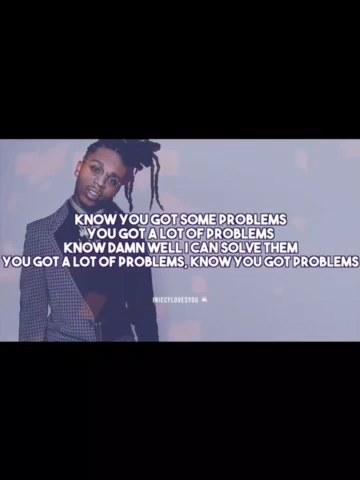 KNOW YOU GOT SOME PROBLEMS
YOU GOT A LOT OF PROBLEMS
KNOW DAMN WELL I CAN SOLVE THEM
YOU GOT A LOT OF PROBLEMS, KNOW YOU GOT PROBLEMS
INIECYLOVESYOU